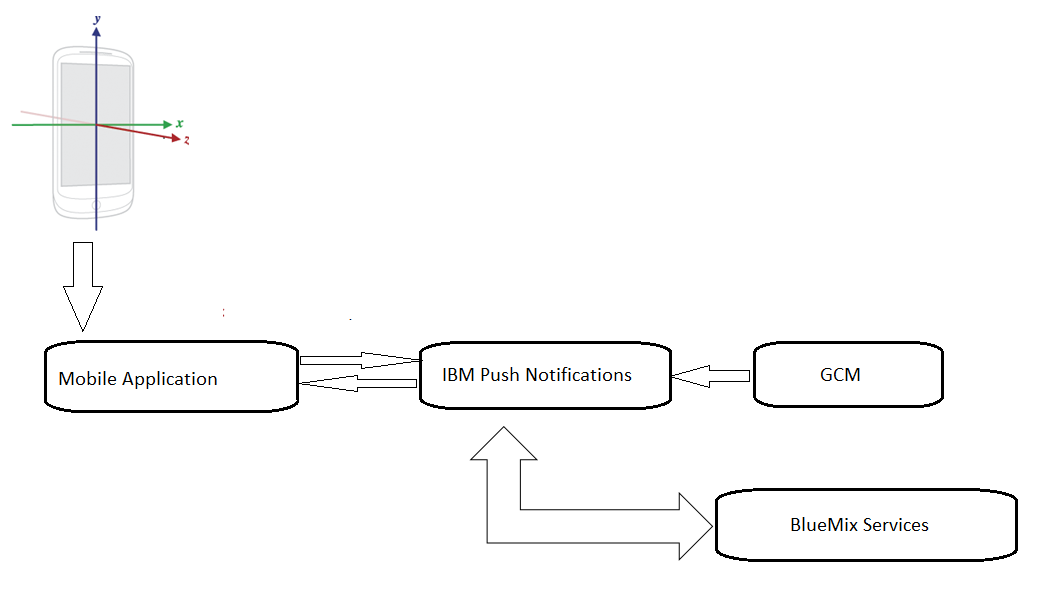 y
x
z
Mobile Application
IBM Push Notifications
GCM
BlueMix Services